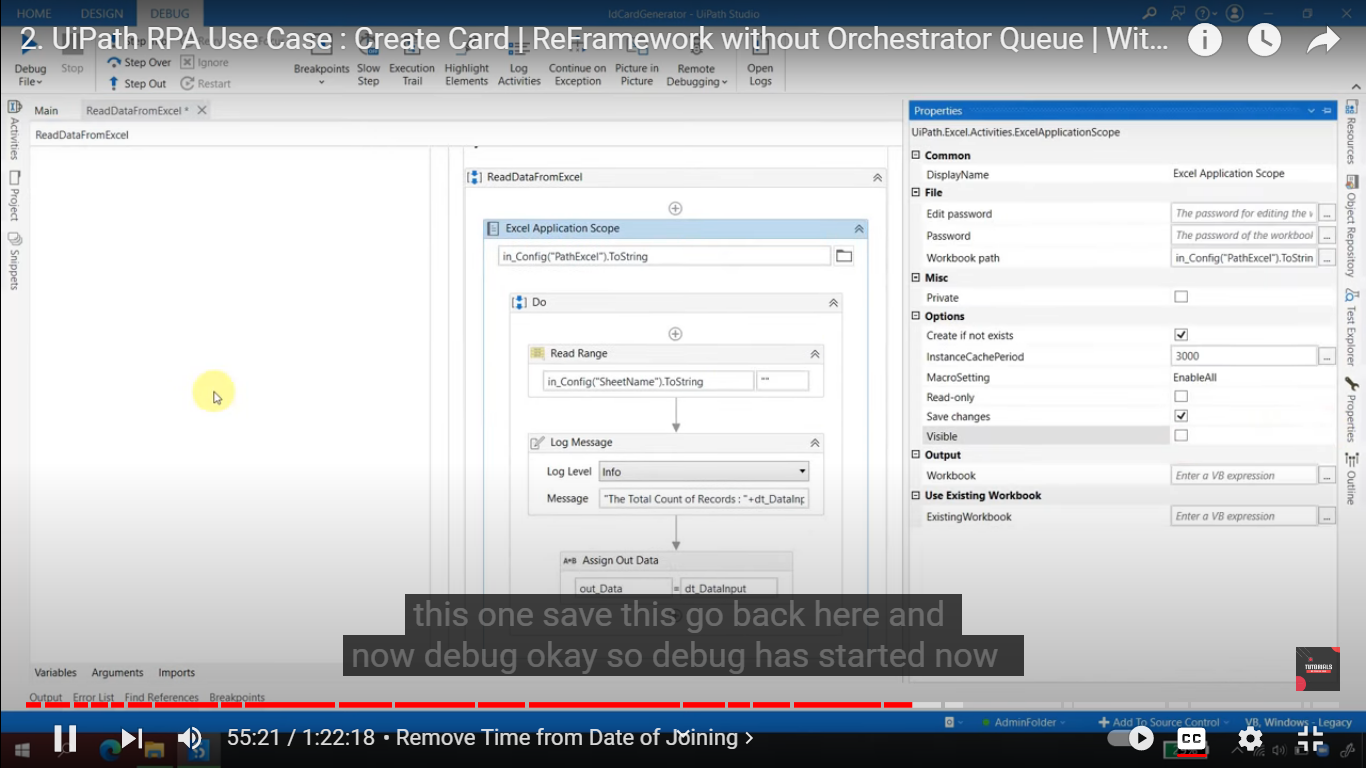 HOME DESIGN DEBUG IdCardGenerator - UiPath Studio
2. UiPath RPA Use Case : Create Card | ReFramework without Orchestrator Queue | Wit...
Debug File Stop Step Over Ignore
Step Out Restart
Breakpoints Slow Step Execution Trail Highlight Elements Log Activities Continue on Exception Picture in Picture Remote Debugging Open Logs
Main ReadDataFromExcel *
ReadDataFromExcel
Activities
Project
Snippets
ReadDataFromExcel
Excel Application Scope
in_Config("PathExcel").ToString
Do
Read Range
in_Config("SheetName").ToString ""
Log Message
Log Level Info
Message "The Total Count of Records : "+dt_DataInp
A+B Assign Out Data
out_Data = dt_DataInput
Properties
UiPath.Excel.Activities.ExcelApplicationScope
Common
DisplayName Excel Application Scope
File
Edit password The password for editing the w ...
Password The password of the workbool ...
Workbook path in_Config("PathExcel").ToStrin ...
Misc
Private
Options
Create if not exists
InstanceCachePeriod 3000 ...
MacroSetting EnableAll
Read-only
Save changes
Visible
Output
Workbook Enter a VB expression ...
Use Existing Workbook
ExistingWorkbook Enter a VB expression ...
Resources
Object Repository
Test Explorer
Properties
Outline
this one save this go back here and
now debug okay so debug has started now
Variables Arguments Imports
Output Error List Find References Breakpoints
TUTORIALS
AdminFolder Add To Source Control VB, Windows - Legacy
55:21 / 1:22:18 • Remove Time from Date of Joining
CC